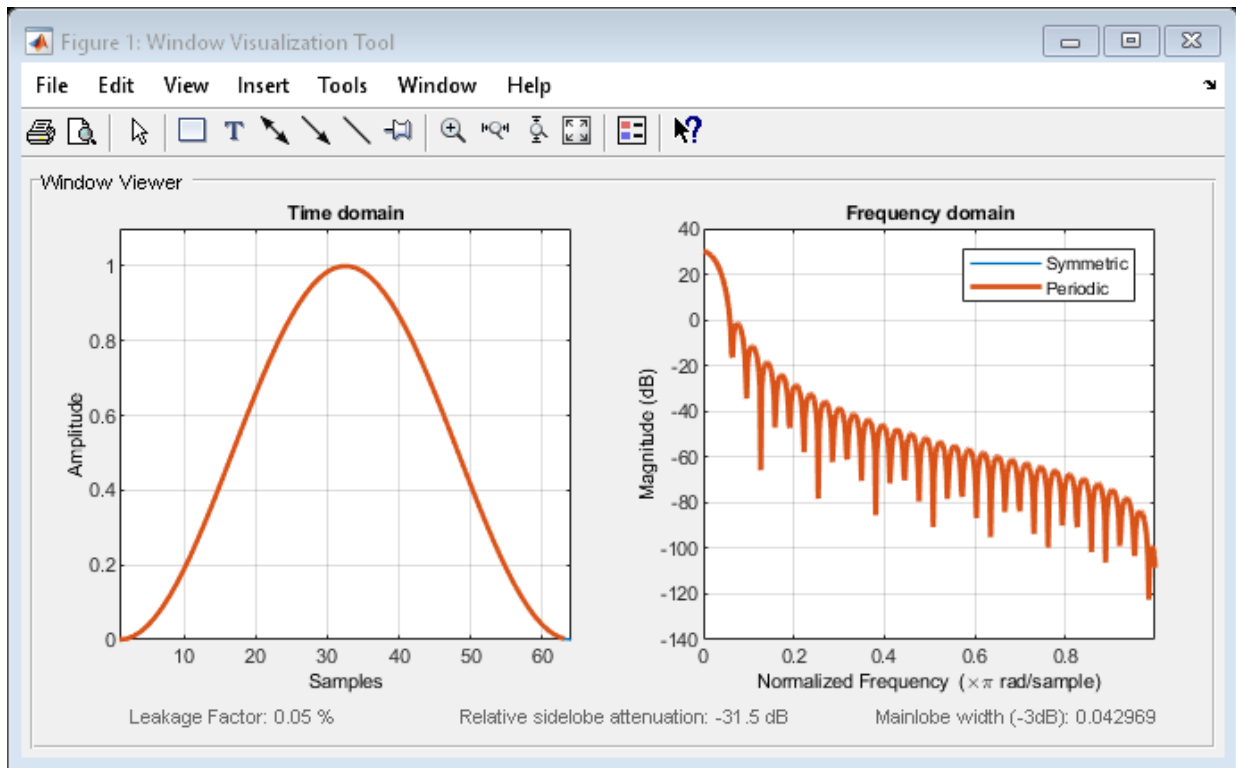 Figure 1: Window Visualization Tool
File Edit View Insert Tools Window Help
T
?
Window Viewer
Time domain
1
0.8
0.6
0.4
0.2
0
Amplitude
10 20 30 40 50 60
Samples
Frequency domain
40
20
0
-20
-40
-60
-80
-100
-120
-140
Magnitude (dB)
Symmetric
Periodic
0 0.2 0.4 0.6 0.8
Normalized Frequency (×π rad/sample)
Leakage Factor: 0.05 % Relative sidelobe attenuation: -31.5 dB Mainlobe width (-3dB): 0.042969